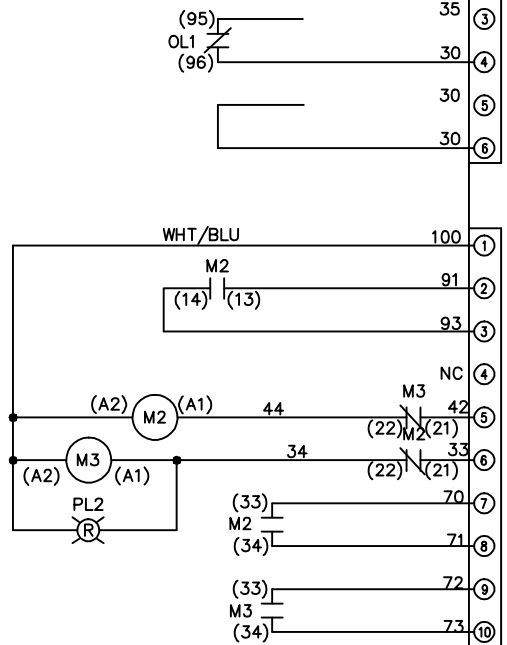 (95) 35 3
OL1
(96) 30 4
30 5
30 6
WHT/BLU 100 1
M2 91 2
(14) (13)
93 3
NC 4
M3
(A2) M2 (A1) 44 42 5
(22) (21)
M2
M3 34 33 6
(A2) (A1) (22) (21)
PL2
R
(33) 70 7
M2
(34) 71 8
(33) 72 9
M3
(34) 73 10